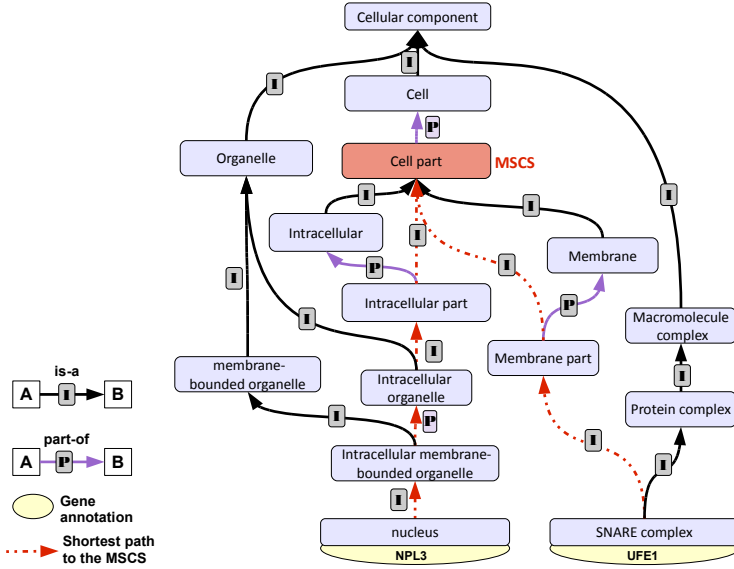 Cellular component
I
I
Cell
P
Organelle
Cell part
MSCS
I
I
I
I
Intracellular
I
Membrane
I
P
P
I
Intracellular part
Macromolecule
complex
I
Membrane part
membrane-
bounded organelle
Intracellular
organelle
I
is-a
A
I
B
Protein complex
P
I
part-of
A
P
B
I
Intracellular membrane-
bounded organelle
I
Gene
annotation
I
nucleus
SNARE complex
Shortest path
to the MSCS
NPL3
UFE1